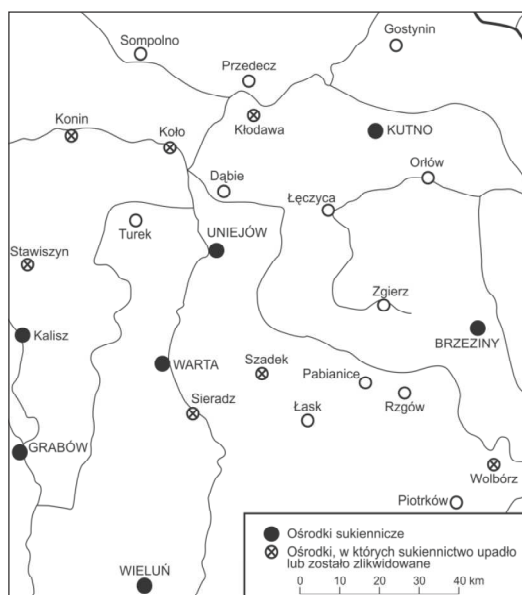 Gostynin
Sompolno
Przedecz
Konin
Koło
Kłodawa
KUTNO
Orłów
Dąbie
Łęczyca
Turek
UNIEJÓW
Stawiszyn
Zgierz
Kalisz
BRZEZINY
WARTA
Szadek
Pabianice
Rzgów
Sieradz
Łask
GRABÓW
Wolbórz
Piotrków
WIELUŃ
Ośrodki sukiennicze
Ośrodki, w których sukiennictwo upadło
lub zostało zlikwidowane
0 10 20 30 40 km